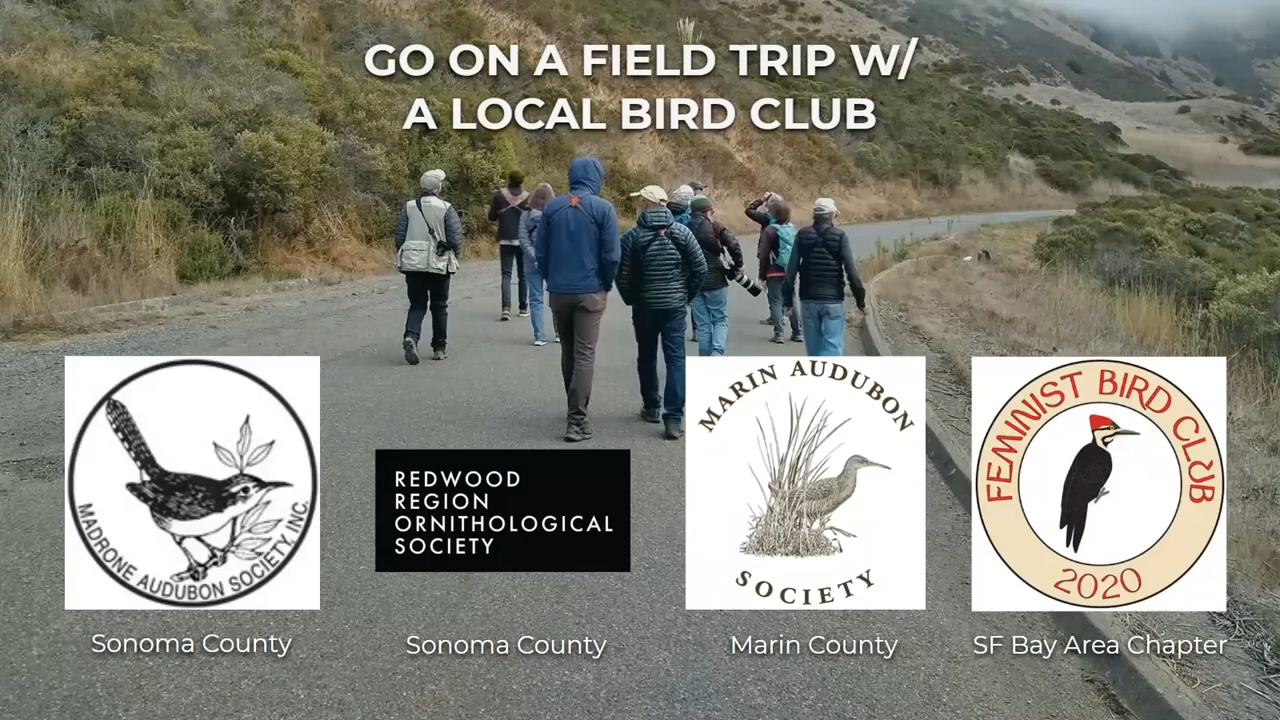 GO ON A FIELD TRIP W/
A LOCAL BIRD CLUB
MADRONE AUDUBON SOCIETY, INC.
Sonoma County
REDWOOD
REGION
ORNITHOLOGICAL
SOCIETY
Sonoma County
MARIN AUDUBON
SOCIETY
Marin County
FEMINIST BIRD CLUB
2020
SF Bay Area Chapter